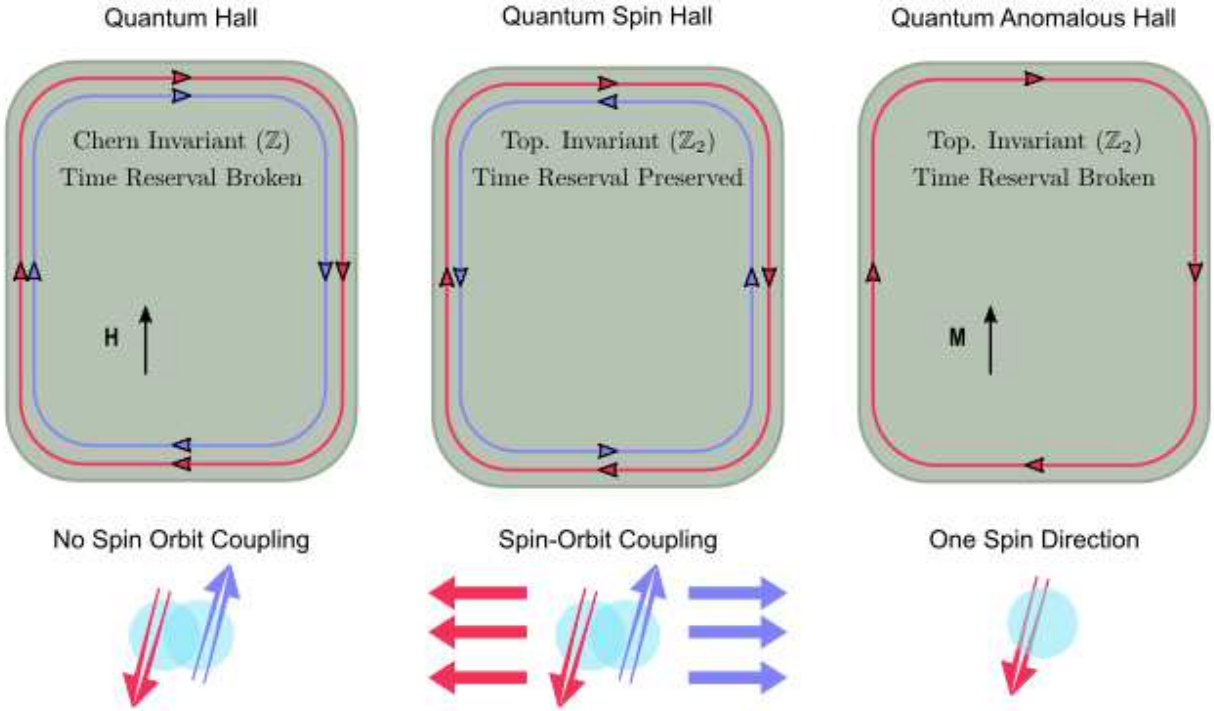 Quantum Hall
Quantum Spin Hall
Quantum Anomalous Hall
Chern Invariant (ℤ)
Time Reserval Broken
Top. Invariant (ℤ₂)
Time Reserval Preserved
Top. Invariant (ℤ₂)
Time Reserval Broken
H
M
No Spin Orbit Coupling
Spin-Orbit Coupling
One Spin Direction